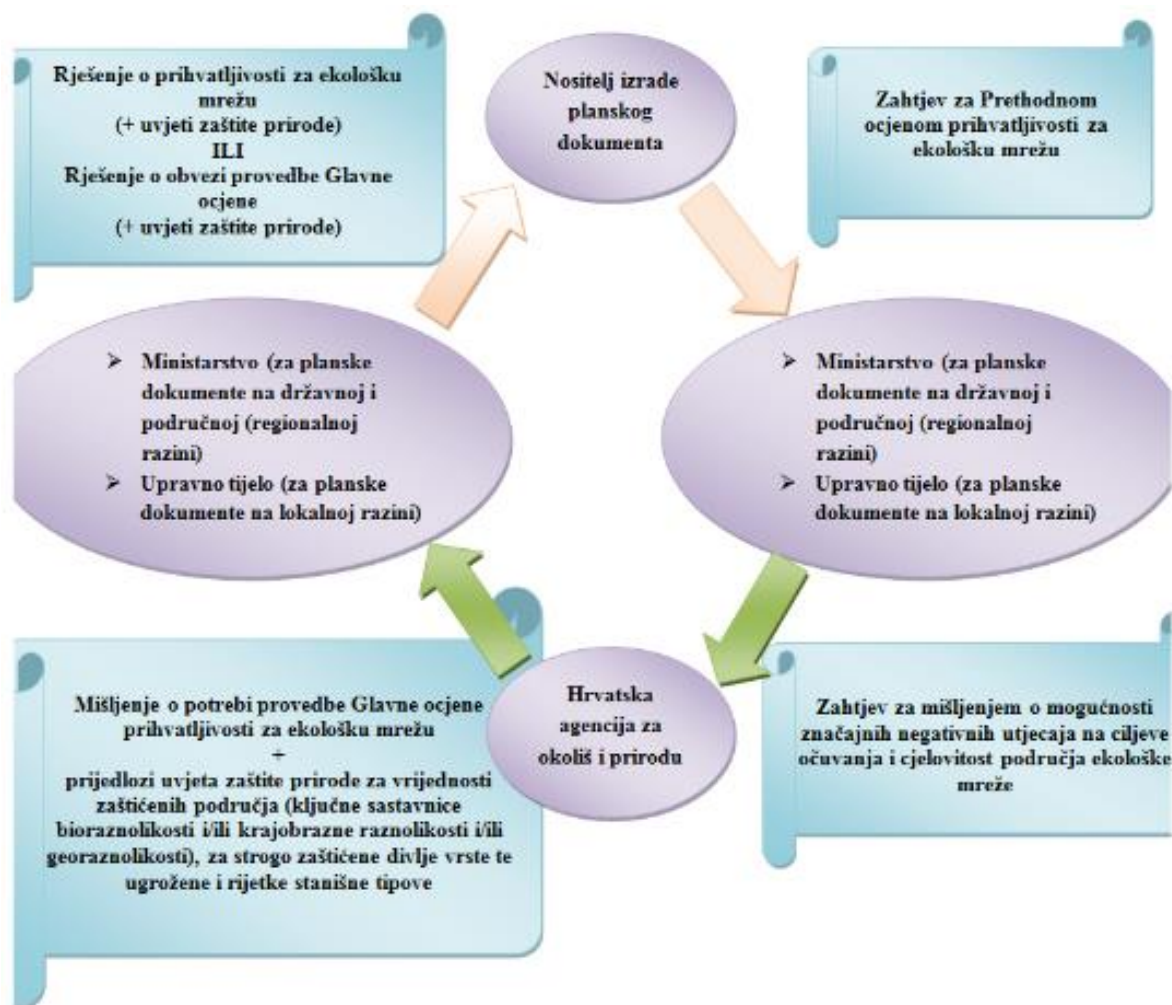 Rješenje o prihvatljivosti za ekološku
mrežu
(+ uvjeti zaštite prirode)
ILI
Rješenje o obvezi provedbe Glavne
ocjene
(+ uvjeti zaštite prirode)
Nositelj izrade
planskog
dokumenta
Zahtjev za Prethodnom
ocjenom prihvatljivosti za
ekološku mrežu
➤ Ministarstvo (za planske
dokumente na državnoj i
područnoj (regionalnoj
razini)
➤ Upravno tijelo (za planske
dokumente na lokalnoj razini)
➤ Ministarstvo (za planske
dokumente na državnoj i
područnoj (regionalnoj
razini)
➤ Upravno tijelo (za planske
dokumente na lokalnoj razini)
Mišljenje o potrebi provedbe Glavne ocjene
prihvatljivosti za ekološku mrežu
+
prijedlozi uvjeta zaštite prirode za vrijednosti
zaštićenih područja (ključne sastavnice
bioraznolikosti i/ili krajobrazne raznolikosti i/ili
georaznolikosti), za strogo zaštićene divlje vrste te
ugrožene i rijetke stanišne tipove
Hrvatska
agencija za
okoliš i prirodu
Zahtjev za mišljenjem o mogućnosti
značajnih negativnih utjecaja na ciljeve
očuvanja i cjelovitost područja ekološke
mreže